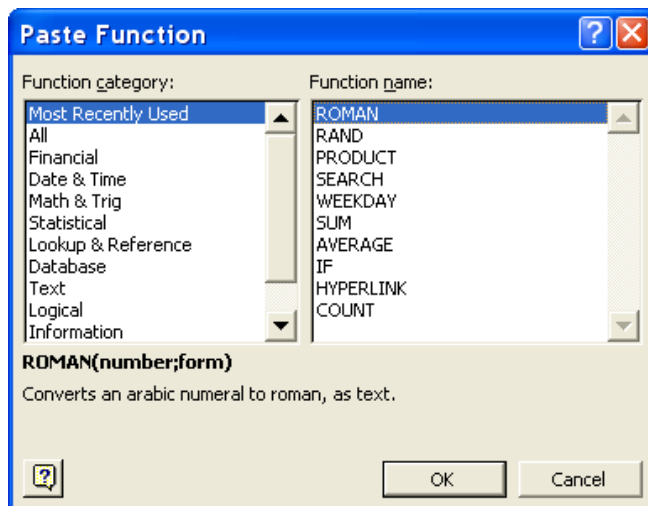 Paste Function
Function category:
Most Recently Used
All
Financial
Date & Time
Math & Trig
Statistical
Lookup & Reference
Database
Text
Logical
Information
Function name:
ROMAN
RAND
PRODUCT
SEARCH
WEEKDAY
SUM
AVERAGE
IF
HYPERLINK
COUNT
ROMAN(number;form)
Converts an arabic numeral to roman, as text.
OK
Cancel